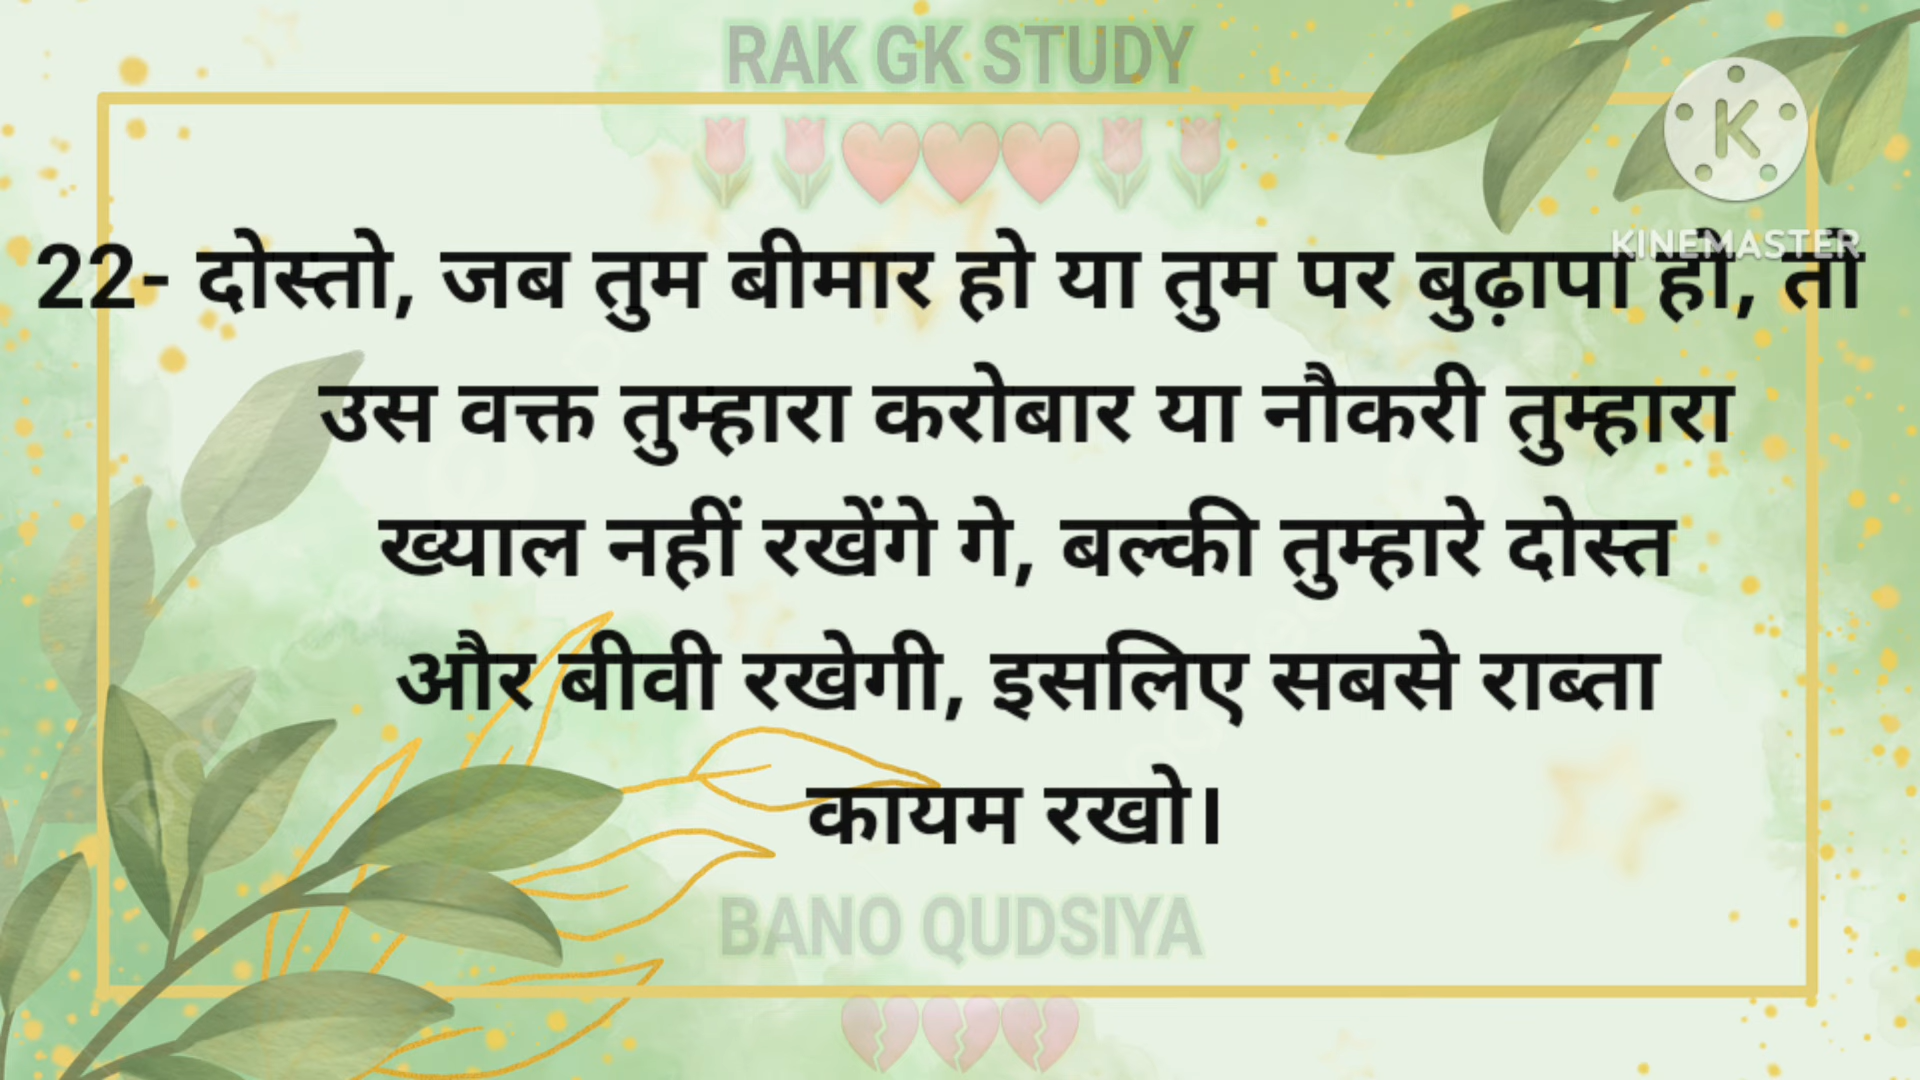 RAK GK STUDY
22- दोस्तो, जब तुम बीमार हो या तुम पर बुढ़ापा हो, तो
KINEMASTER
उस वक्त तुम्हारा करोबार या नौकरी तुम्हारा
ख्याल नहीं रखेंगे गे, बल्की तुम्हारे दोस्त
और बीवी रखेगी, इसलिए सबसे राब्ता
कायम रखो।
BANO QUDSIYA